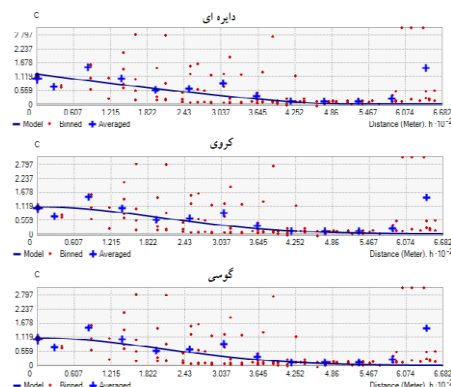 دایره ای
C
2.797
2.237
1.678
1.119
0.559
0
0 0.607 1.215 1.822 2.43 3.037 3.645 4.252 4.86 5.467 6.074 6.682
Model Binned Averaged Distance (Meter). h ·10⁻²
کروی
C
2.797
2.237
1.678
1.119
0.559
0
0 0.607 1.215 1.822 2.43 3.037 3.645 4.252 4.86 5.467 6.074 6.682
Model Binned Averaged Distance (Meter). h ·10⁻²
گوسی
C
2.797
2.237
1.678
1.119
0.559
0
0 0.607 1.215 1.822 2.43 3.037 3.645 4.252 4.86 5.467 6.074 6.682
Model Binned Averaged Distance (Meter). h ·10⁻²